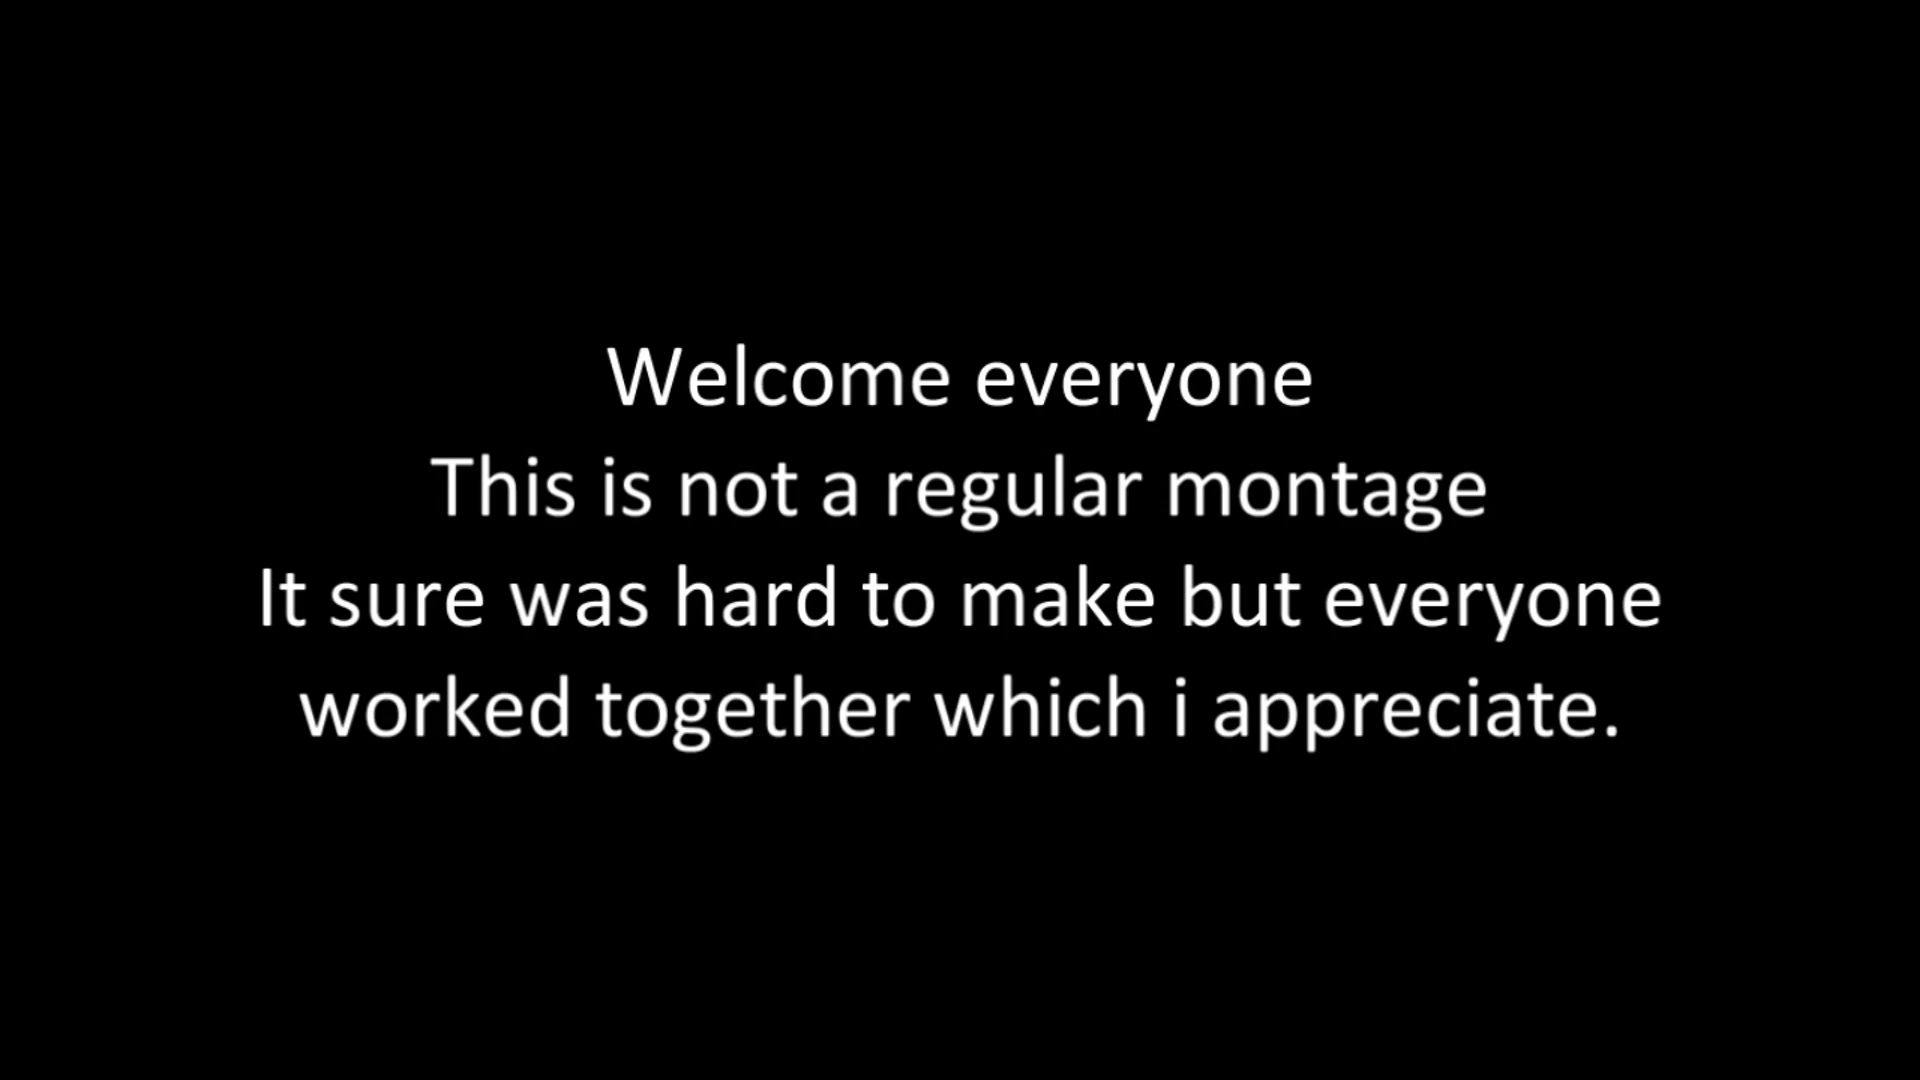 Welcome everyone
This is not a regular montage
It sure was hard to make but everyone
worked together which i appreciate.